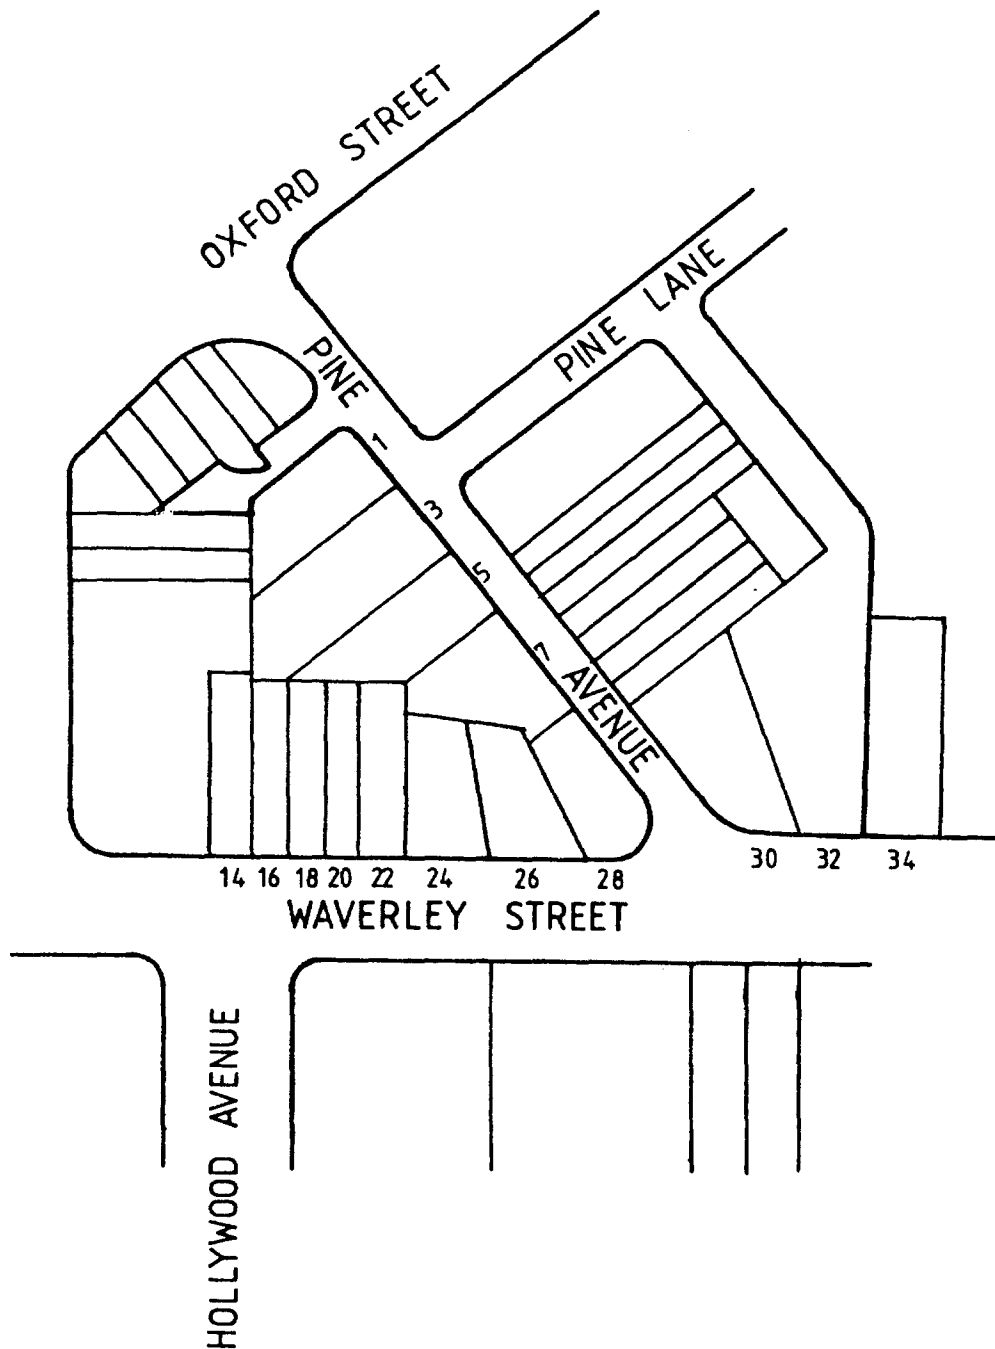 OXFORD STREET
PINE LANE
PINE AVENUE
1
3
5
7
14 16 18 20 22 24 26 28
30 32 34
WAVERLEY STREET
HOLLYWOOD AVENUE